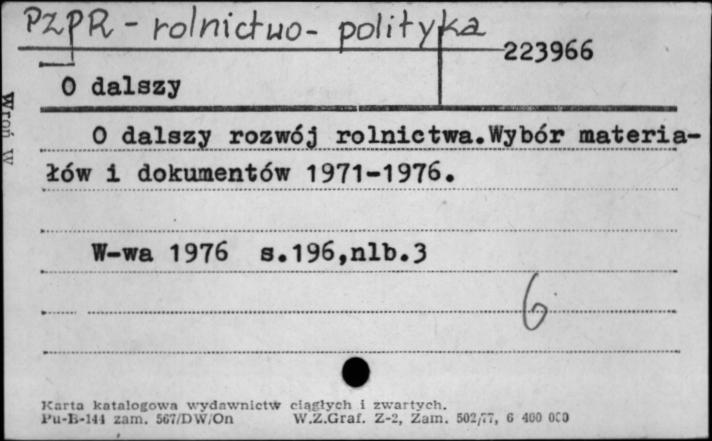 PZPR - rolnictwo - polityka
223966
O dalszy
O dalszy rozwój rolnictwa.Wybór materia-
łów i dokumentów 1971-1976.
W-wa 1976 s.196,nlb.3
6
Karta katalogowa wydawnictw ciągłych i zwartych.
Pu-B-144 zam. 567/DW/On W.Z.Graf. Z-2, Zam. 502/77, 6 400 000